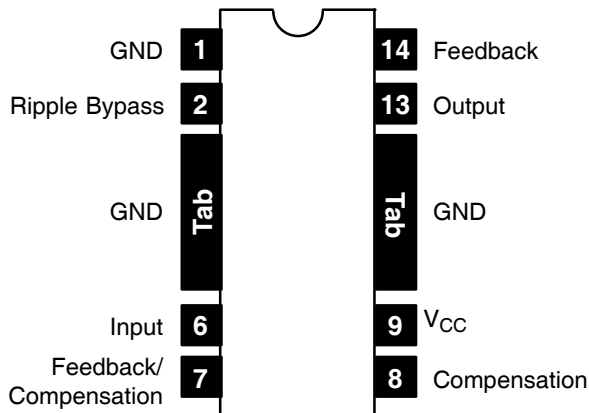 GND 1 14 Feedback
Ripple Bypass 2 13 Output
GND Tab Tab GND
Input 6 9 VCC
Feedback/
Compensation 7 8 Compensation